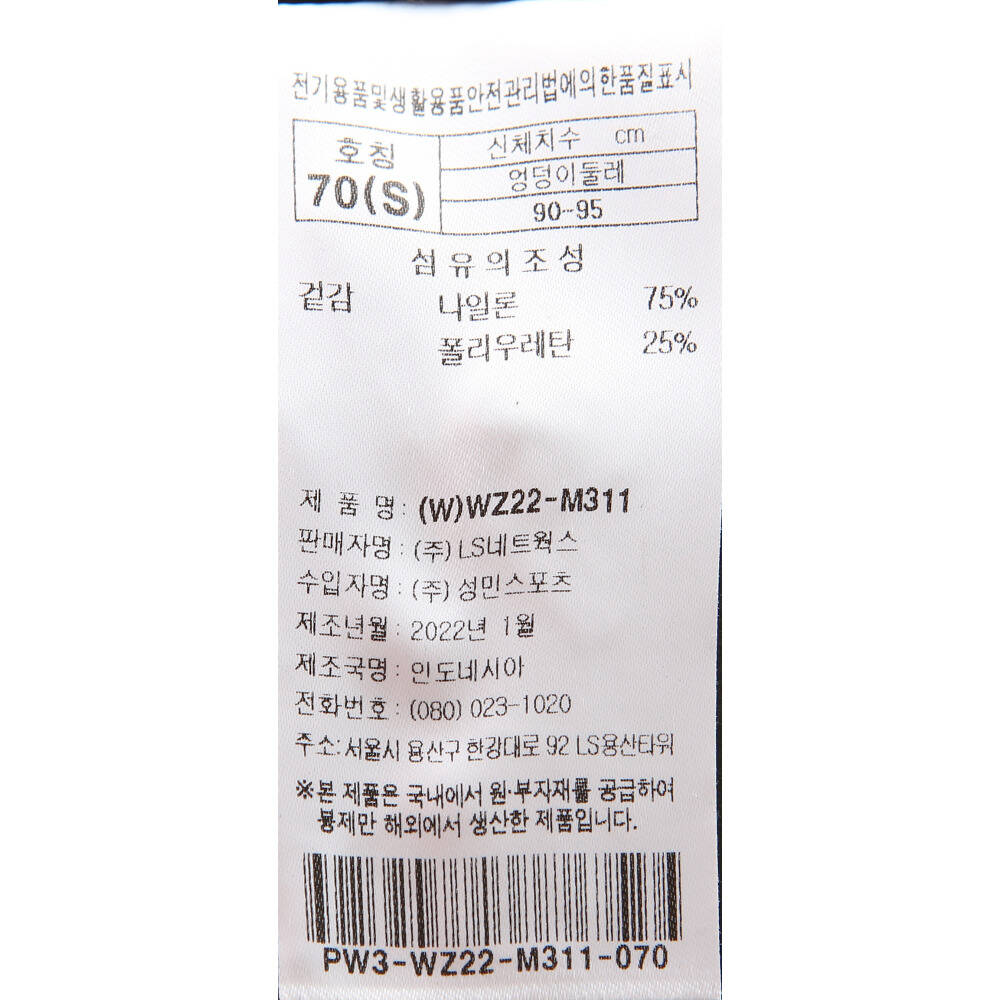 전기용품및생활용품안전관리법에의한품질표시
호칭
70(S)
신체치수 cm
엉덩이둘레
90-95
섬유의조성
겉감 나일론 75%
폴리우레탄 25%
제 품 명: (W)WZ22-M311
판매자명: (주)LS네트웍스
수입자명: (주)성민스포츠
제조년월: 2022년 1월
제조국명: 인도네시아
전화번호: (080) 023-1020
주소:서울시 용산구 한강대로 92 LS용산타워
※본 제품은 국내에서 원·부자재를 공급하여
봉제만 해외에서 생산한 제품입니다.
PW3-WZ22-M311-070